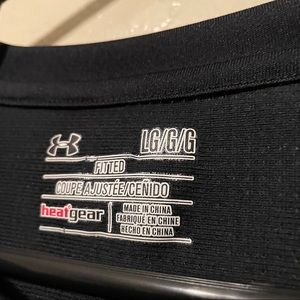 LG/G/G
FITTED
COUPE AJUSTÉE/CEÑIDO
heatgear
MADE IN CHINA
FABRIQUÉ EN CHINE
HECHO EN CHINA